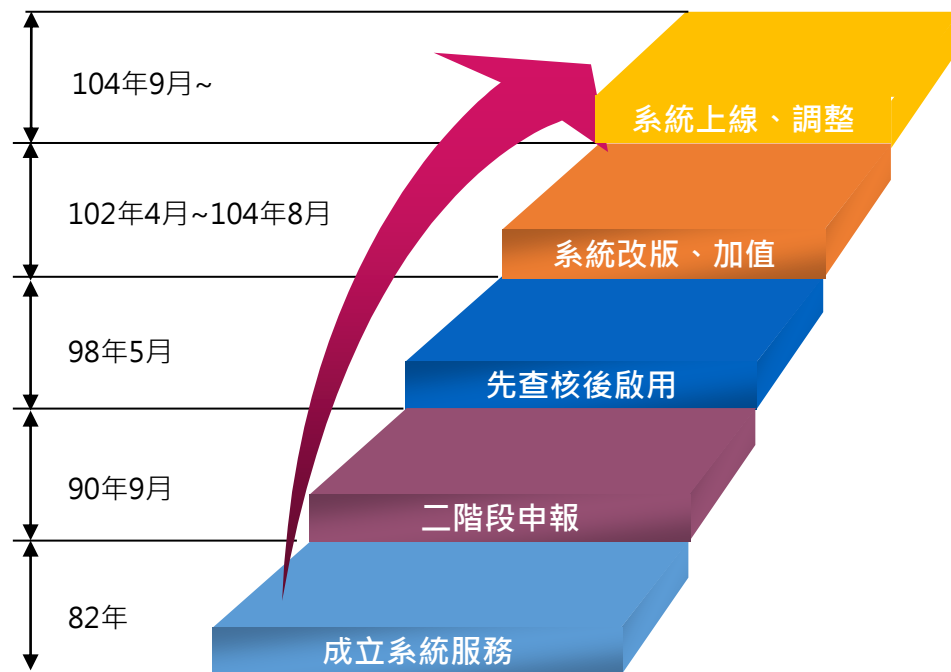 104年9月~
系統上線、調整
102年4月~104年8月
系統改版、加值
98年5月
先查核後啟用
90年9月
二階段申報
82年
成立系統服務